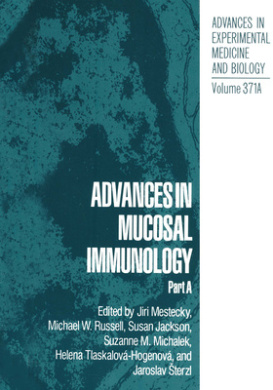 ADVANCES IN
EXPERIMENTAL
MEDICINE
AND BIOLOGY
Volume 371A
ADVANCES IN
MUCOSAL
IMMUNOLOGY
Part A
Edited by Jiri Mestecky,
Michael W. Russell, Susan Jackson,
Suzanne M. Michalek,
Helena Tlaskalová-Hogenová, and
Jaroslav Šterzl